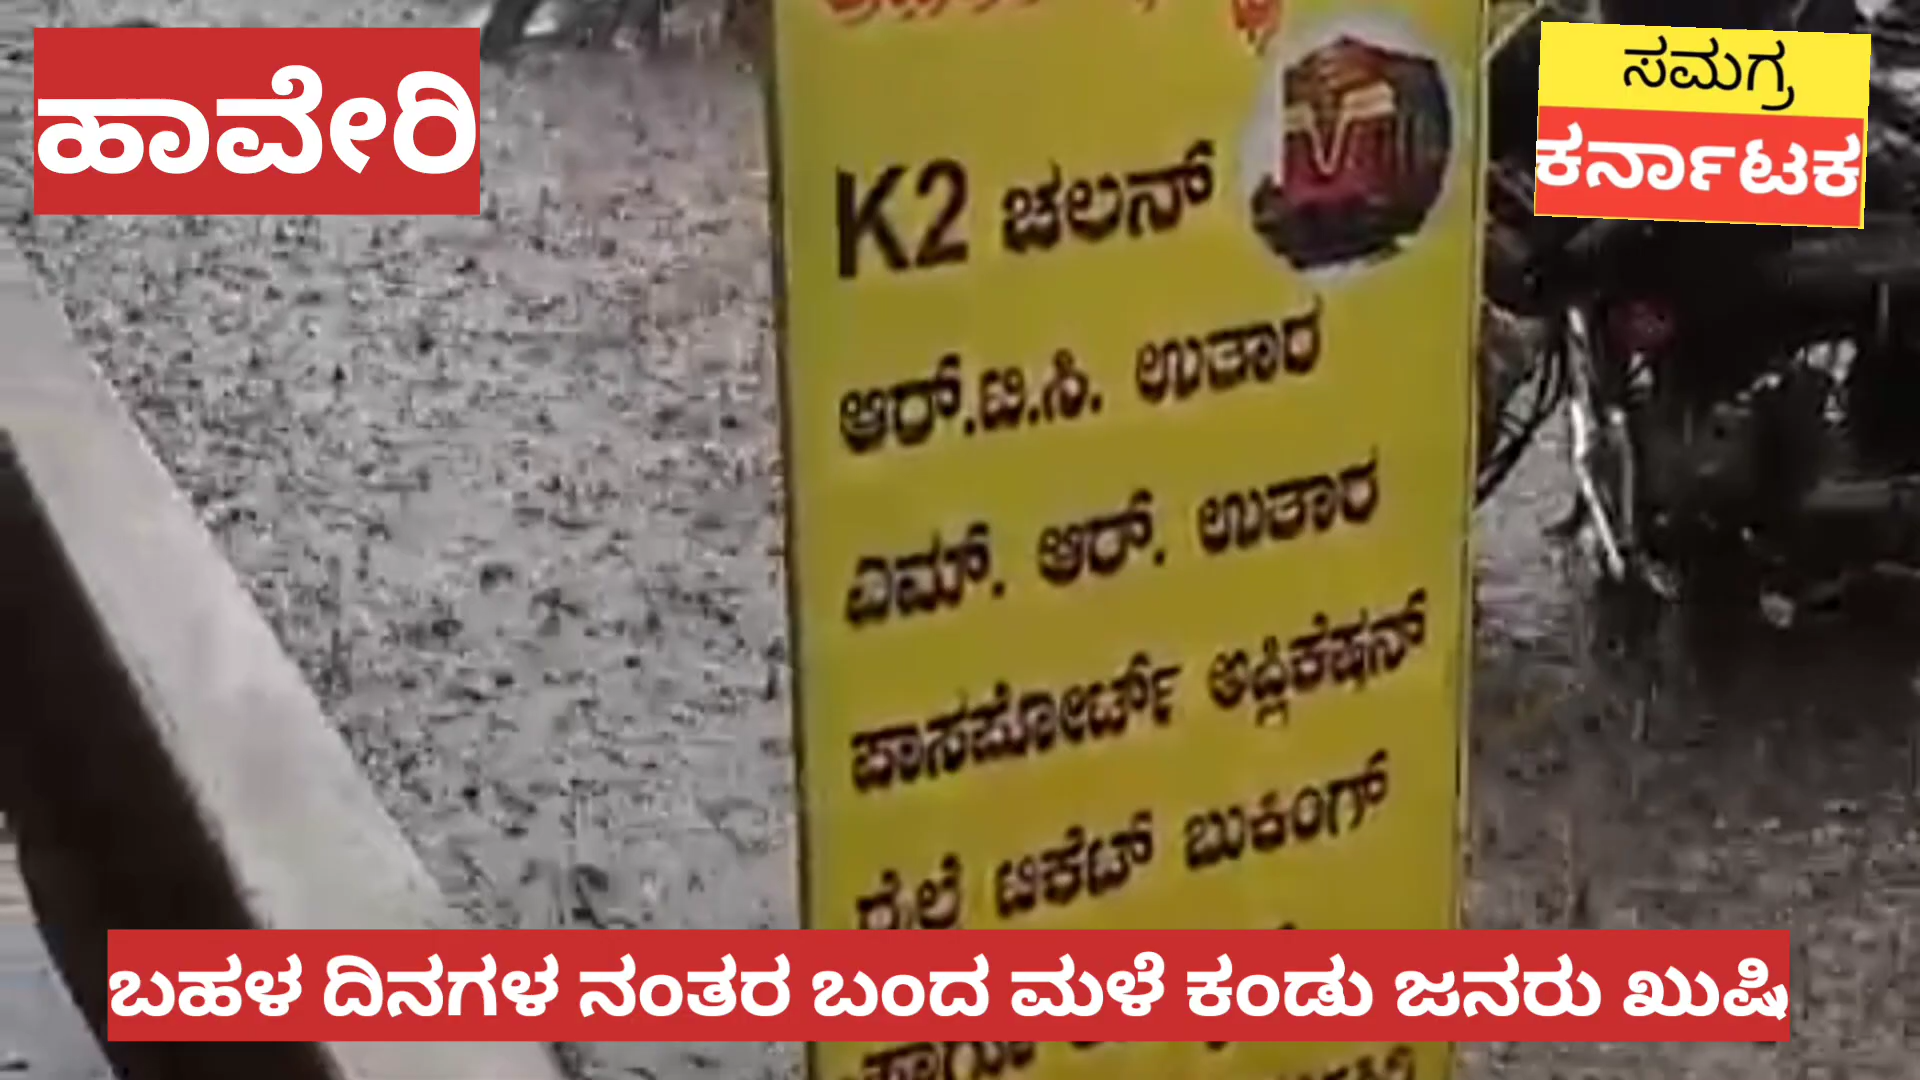 ಹಾವೇರಿ
ಸಮಗ್ರ
ಕರ್ನಾಟಕ
K2 ಚಲನ್
ಆರ್.ಟಿ.ಸಿ. ಉತಾರ
ಎಮ್. ಆರ್. ಉತಾರ
ಪಾಸಪೋರ್ಟ್ ಅಪ್ಲಿಕೆಷನ್
ರೈಲೆ ಟಿಕೆಟ್ ಬುಕಿಂಗ್
ಬಹಳ ದಿನಗಳ ನಂತರ ಬಂದ ಮಳೆ ಕಂಡು ಜನರು ಖುಷಿ